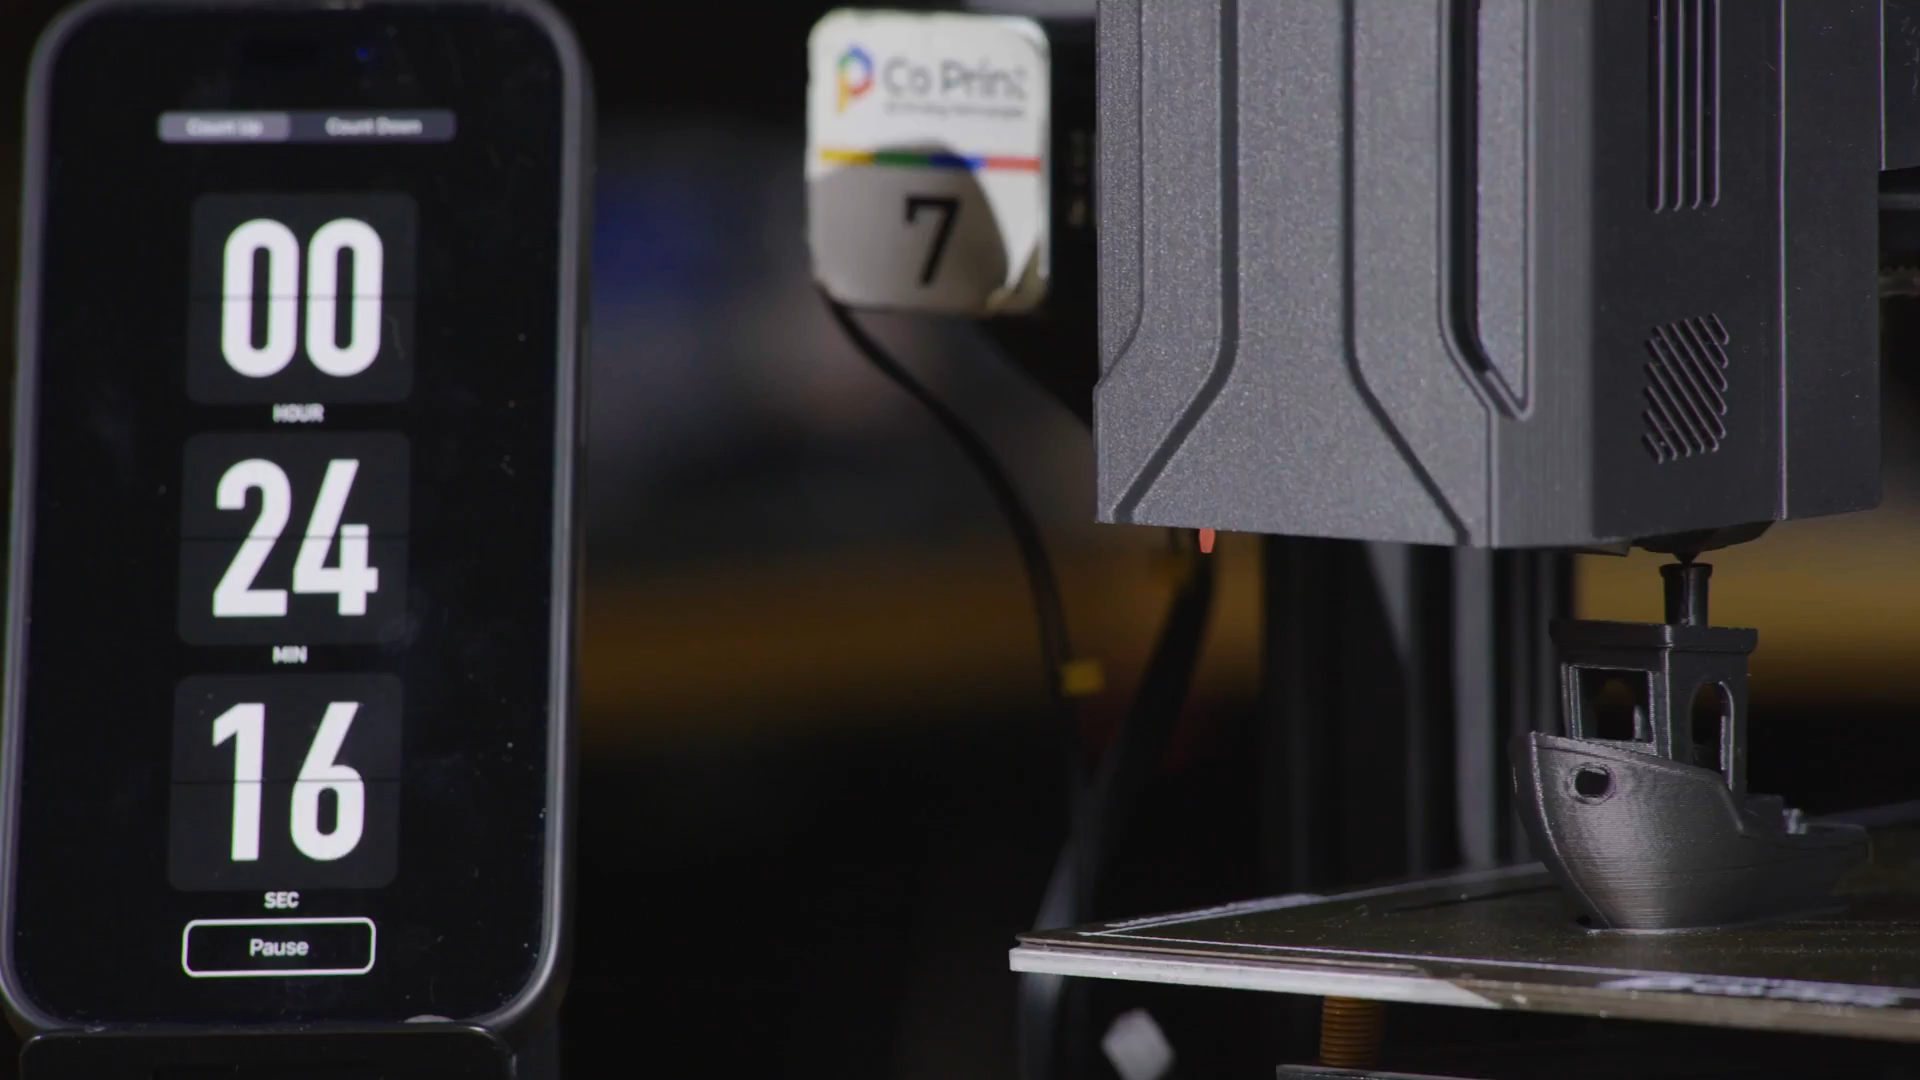 Count Up Count Down
00
HOUR
24
MIN
16
SEC
Pause
Co Print
7